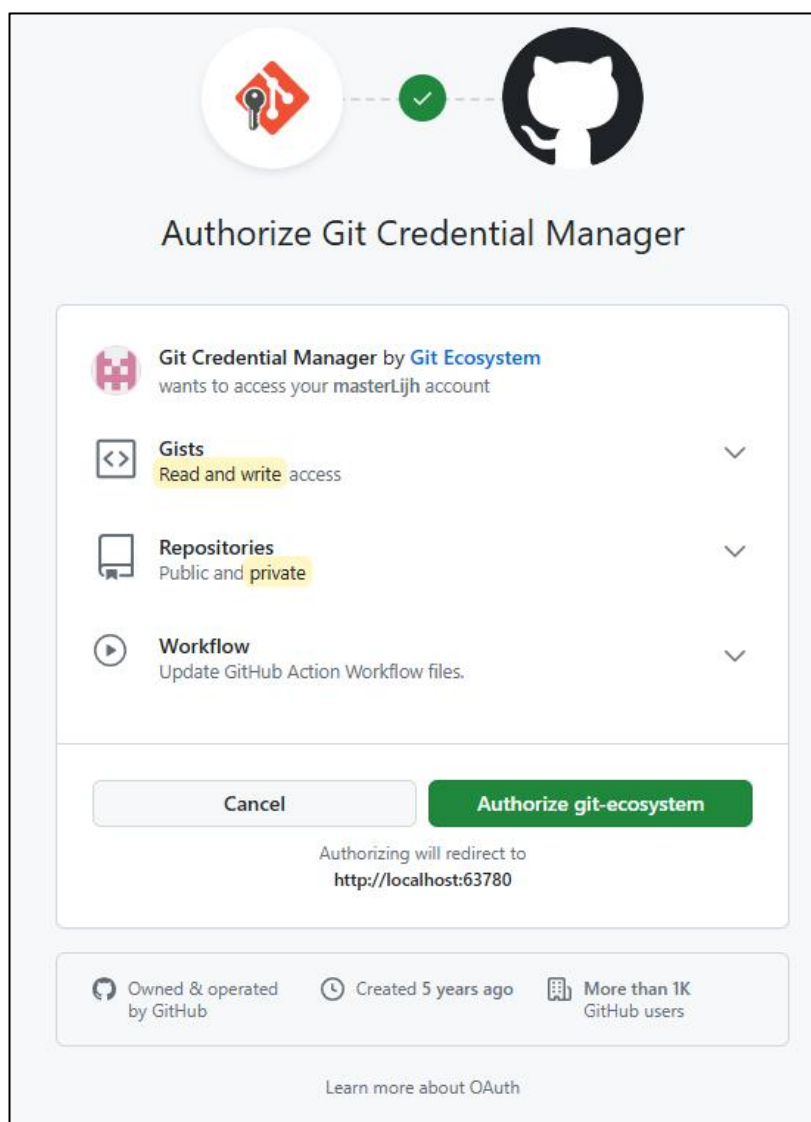 Authorize Git Credential Manager
Git Credential Manager by Git Ecosystem
wants to access your masterLijh account
Gists
Read and write access
Repositories
Public and private
Workflow
Update GitHub Action Workflow files.
Cancel
Authorize git-ecosystem
Authorizing will redirect to
http://localhost:63780
Owned & operated
by GitHub
Created 5 years ago
More than 1K
GitHub users
Learn more about OAuth